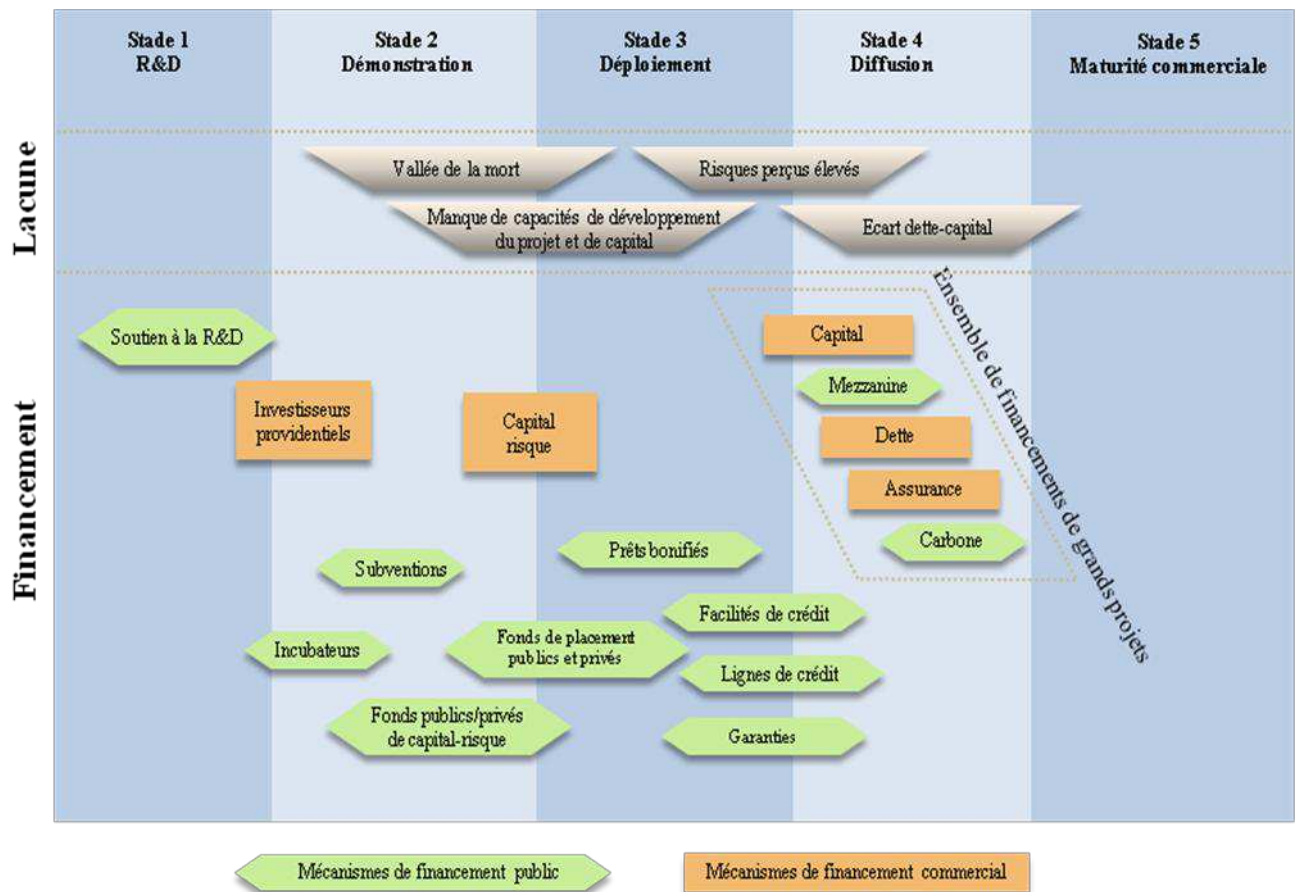 Stade 1
R&D
Stade 2
Démonstration
Stade 3
Déploiement
Stade 4
Diffusion
Stade 5
Maturité commerciale
Lacune
Vallée de la mort
Risques perçus élevés
Manque de capacités de développement
du projet et de capital
Ecart dette-capital
Financement
Soutien à la R&D
Investisseurs
providentiels
Capital
risque
Capital
Mezzanine
Dette
Assurance
Carbone
Ensemble de financements de grands projets
Prêts bonifiés
Subventions
Facilités de crédit
Incubateurs
Fonds de placement
publics et privés
Lignes de crédit
Fonds publics/privés
de capital-risque
Garanties
Mécanismes de financement public
Mécanismes de financement commercial